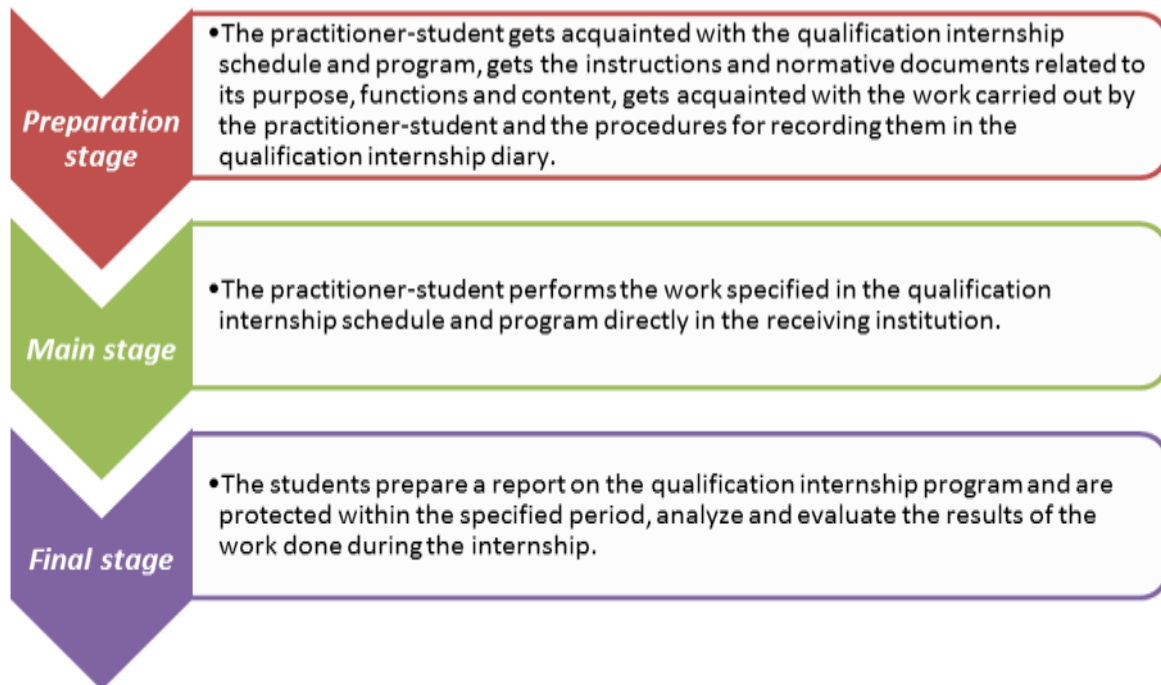 Preparation
stage
•The practitioner-student gets acquainted with the qualification internship
schedule and program, gets the instructions and normative documents related to
its purpose, functions and content, gets acquainted with the work carried out by
the practitioner-student and the procedures for recording them in the
qualification internship diary.
Main stage
•The practitioner-student performs the work specified in the qualification
internship schedule and program directly in the receiving institution.
Final stage
•The students prepare a report on the qualification internship program and are
protected within the specified period, analyze and evaluate the results of the
work done during the internship.